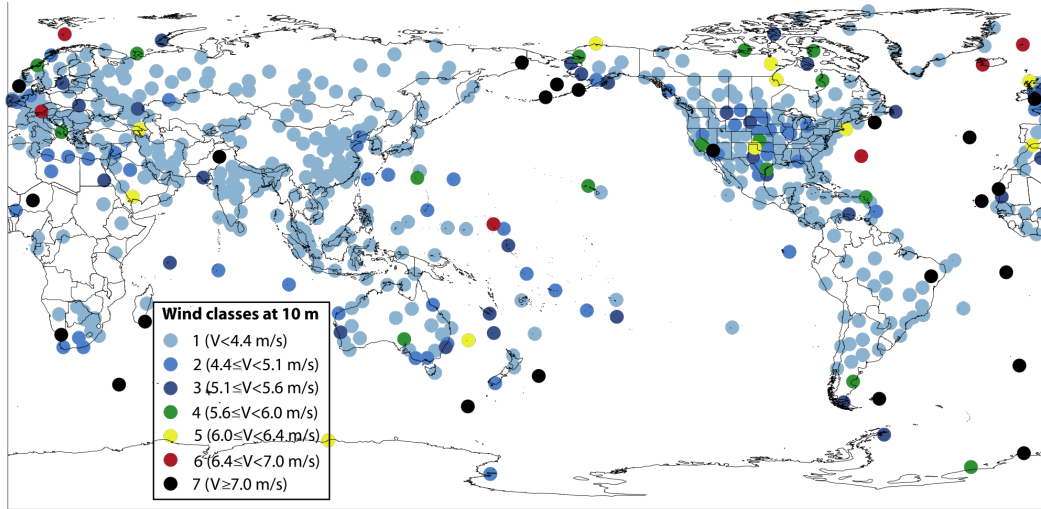 Wind classes at 10 m
1 (V<4.4 m/s)
2 (4.4≤V<5.1 m/s)
3 (5.1≤V<5.6 m/s)
4 (5.6≤V<6.0 m/s)
5 (6.0≤V<6.4 m/s)
6 (6.4≤V<7.0 m/s)
7 (V≥7.0 m/s)